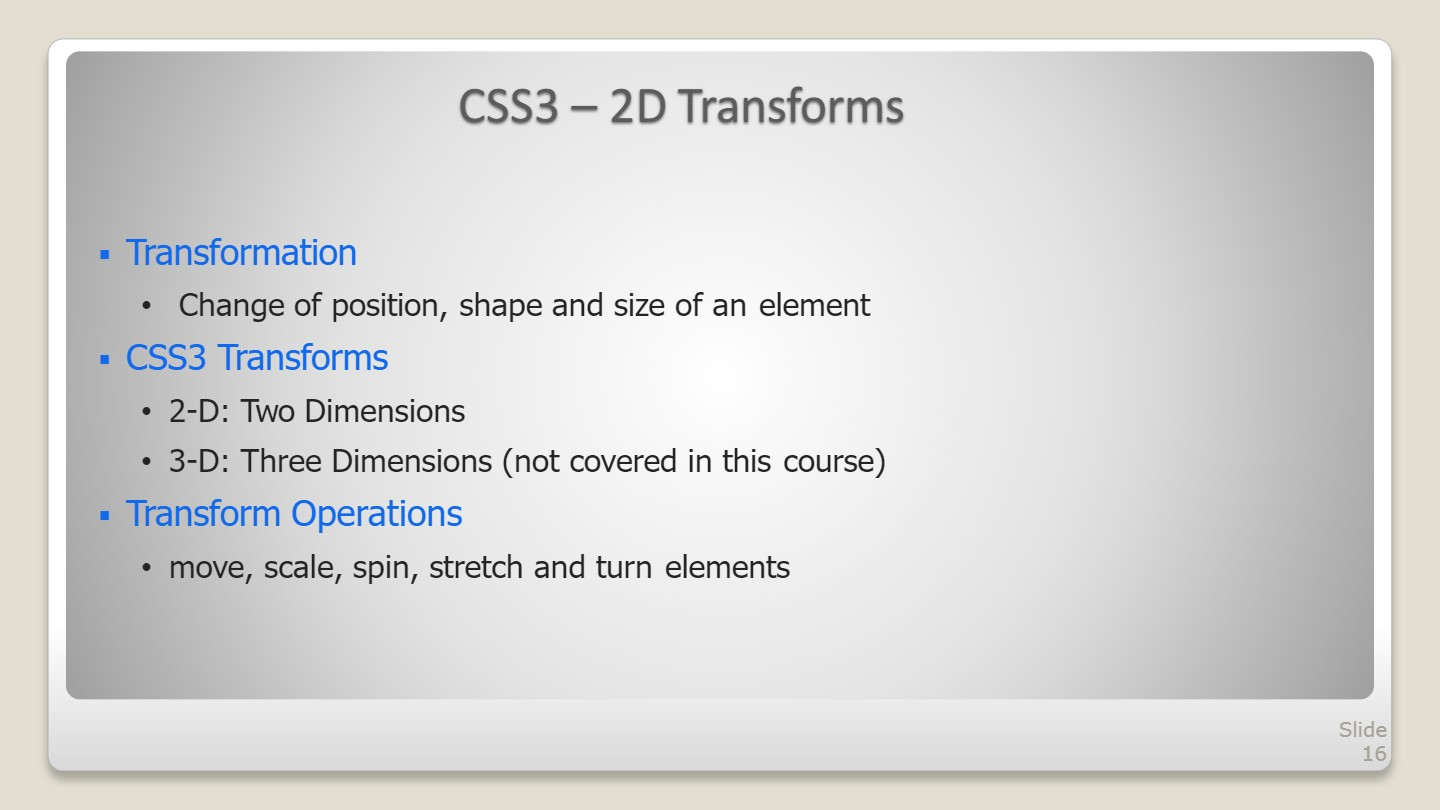 CSS3 – 2D Transforms
▪ Transformation
• Change of position, shape and size of an element
▪ CSS3 Transforms
• 2-D: Two Dimensions
• 3-D: Three Dimensions (not covered in this course)
▪ Transform Operations
• move, scale, spin, stretch and turn elements
Slide
16